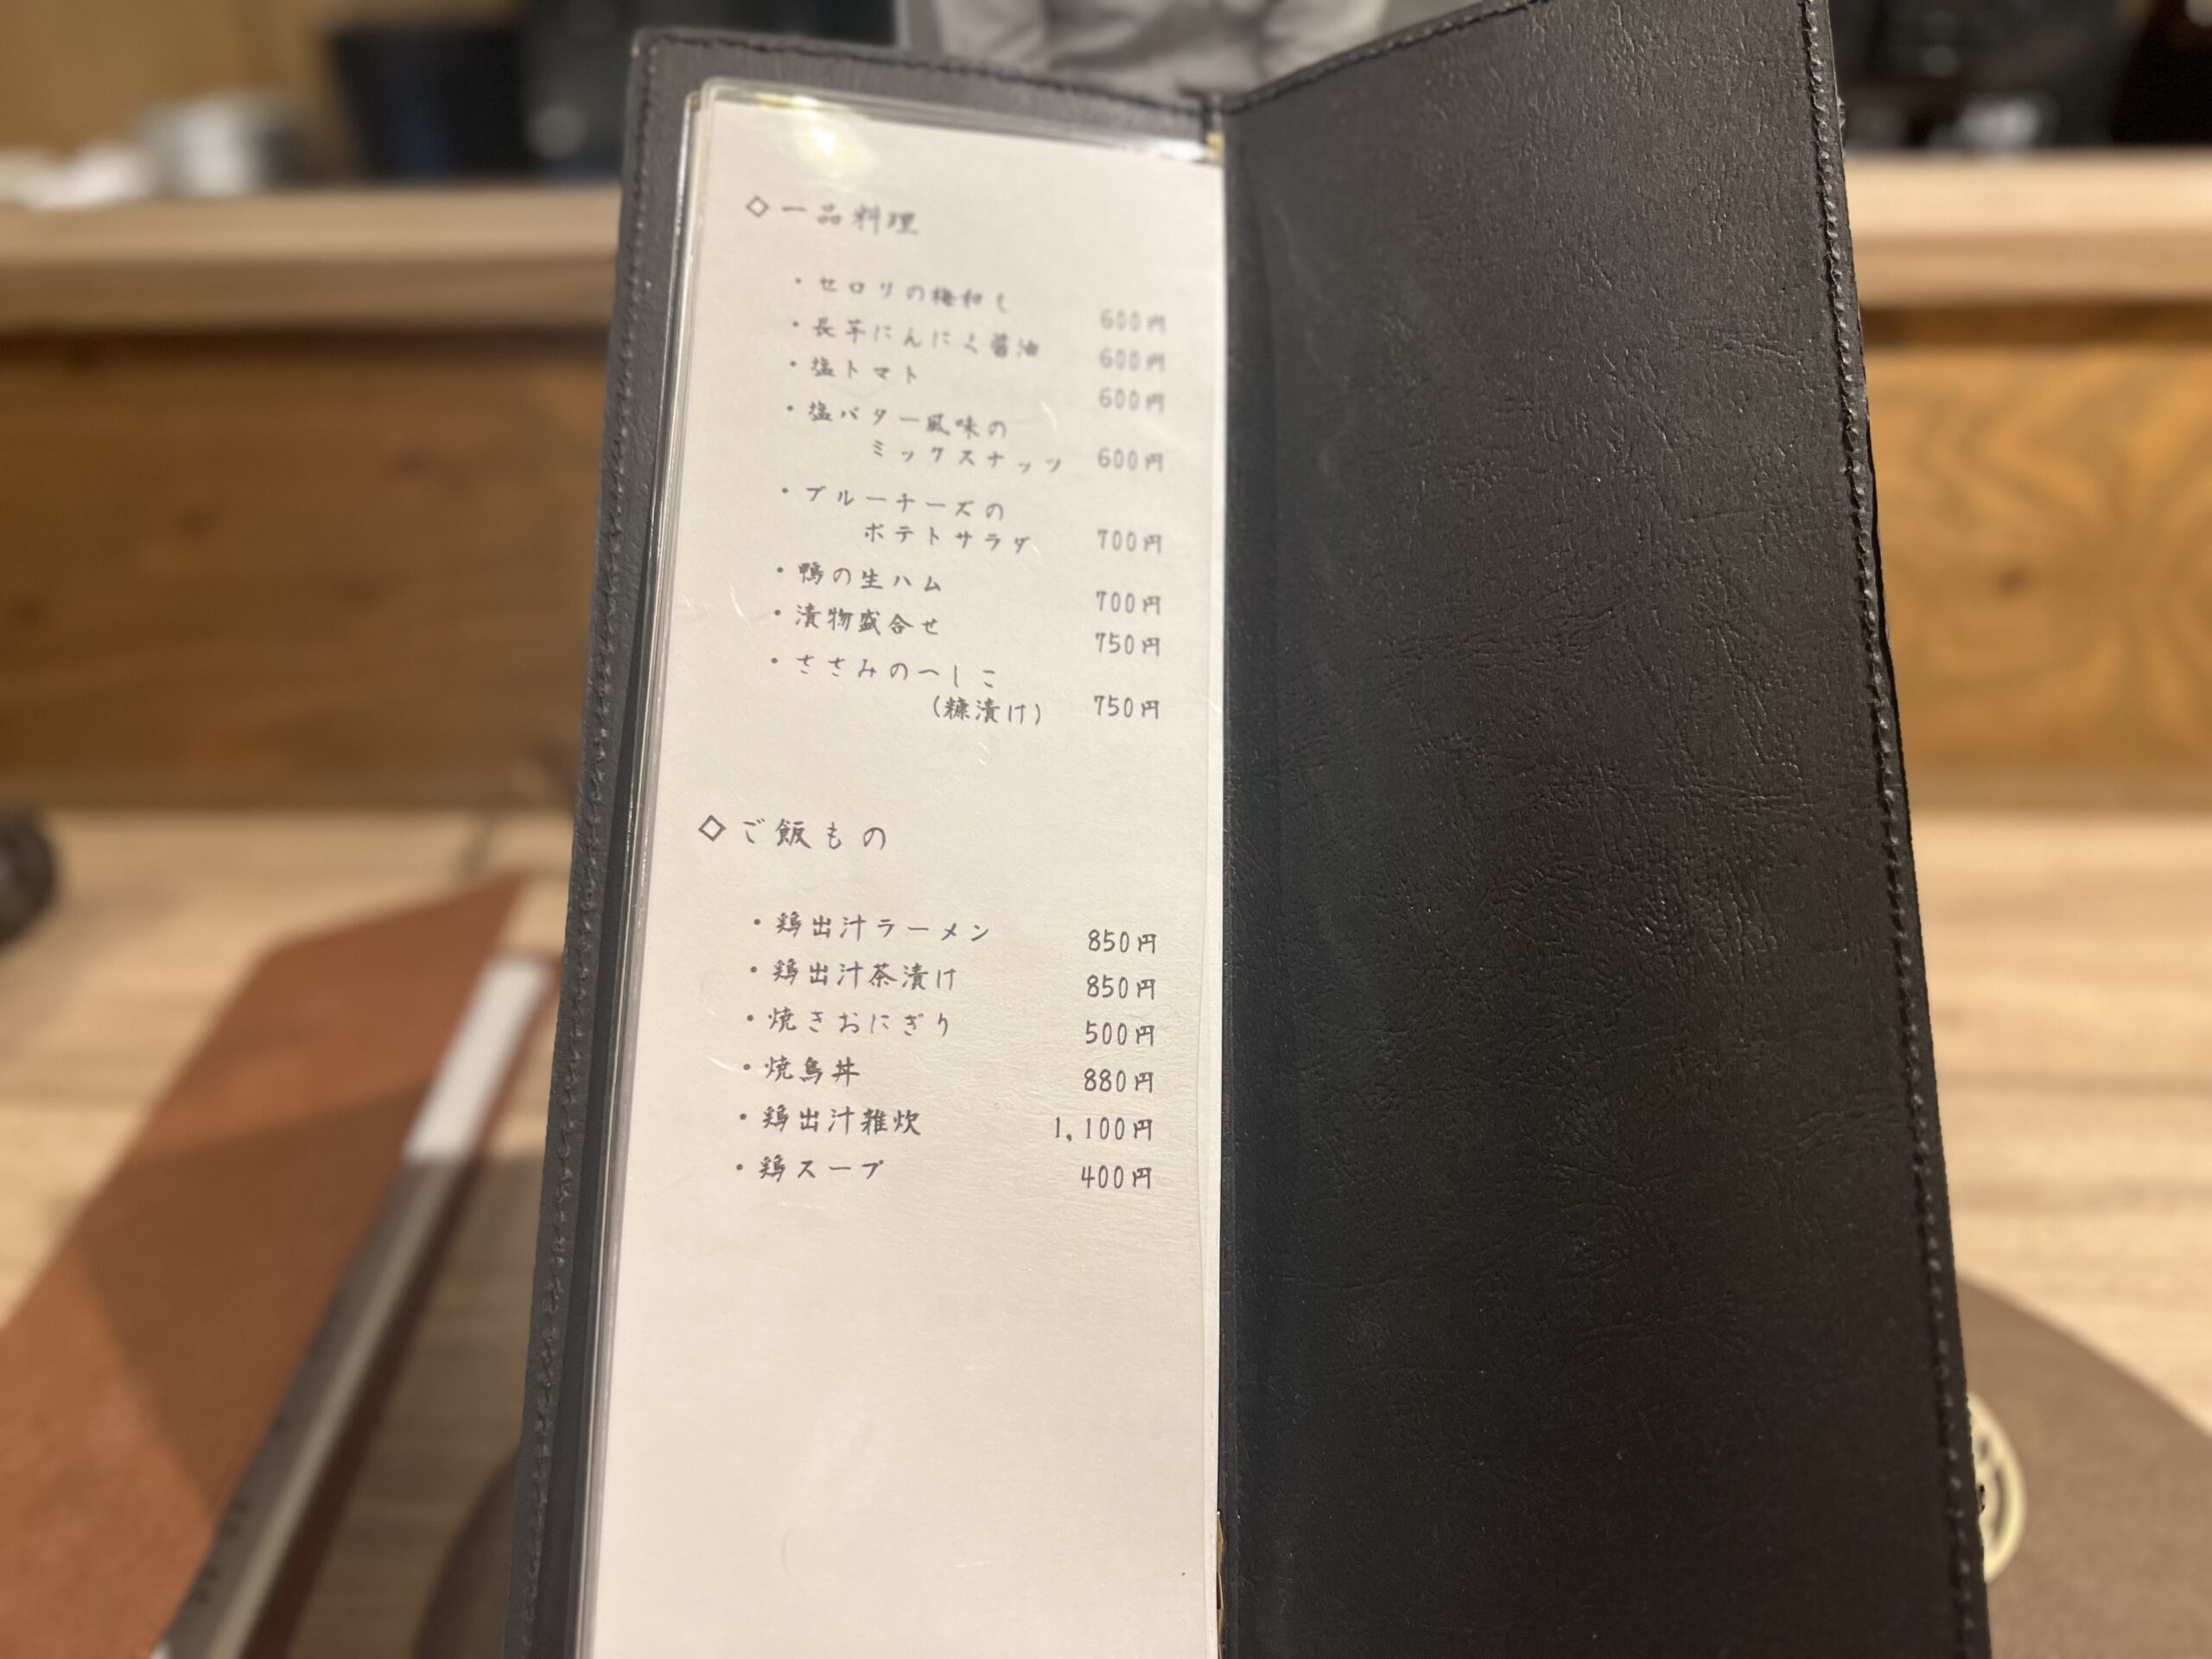 ◇一品料理
・セロリの梅和え 600円
・長芋にんにく醤油 600円
・塩トマト 600円
・塩バター風味の
ミックスナッツ 600円
・ブルーチーズの
ポテトサラダ 700円
・鴨の生ハム 700円
・漬物盛合せ 750円
・ささみのへしこ
(糠漬け) 750円
◇ご飯もの
・鶏出汁ラーメン 850円
・鶏出汁茶漬け 850円
・焼きおにぎり 500円
・焼鳥丼 880円
・鶏出汁雑炊 1,100円
・鶏スープ 400円